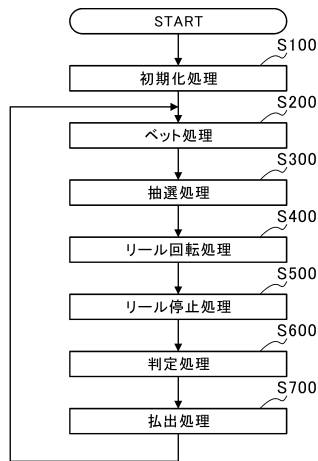 START
S100
初期化処理
S200
ベット処理
S300
抽選処理
S400
リール回転処理
S500
リール停止処理
S600
判定処理
S700
払出処理